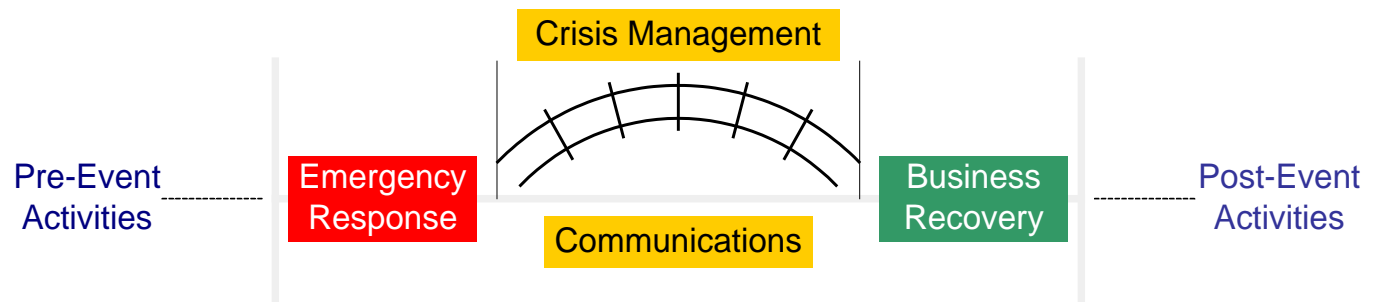 Crisis Management
Pre-Event
Activities
Emergency
Response
Communications
Business
Recovery
Post-Event
Activities